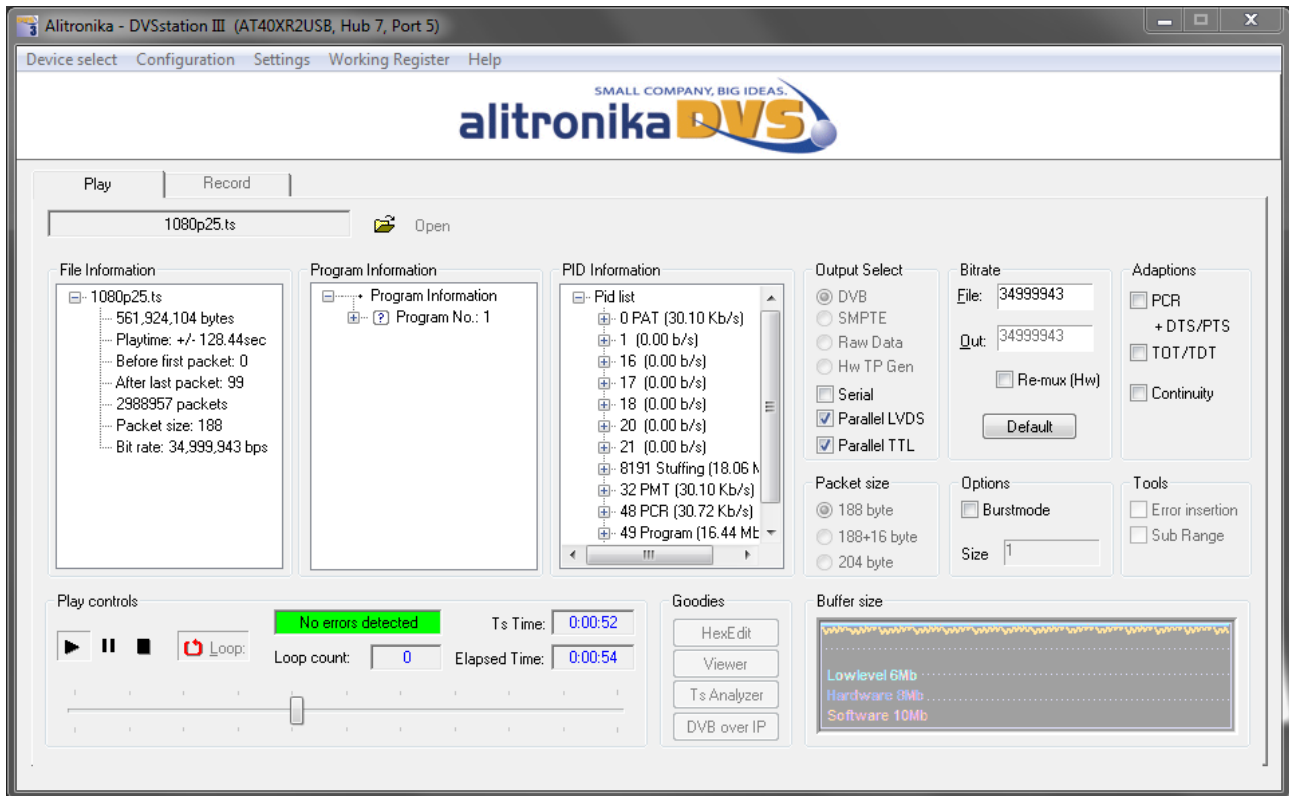 Alitronika - DVSstation III (AT40XR2USB, Hub 7, Port 5)
Device select Configuration Settings Working Register Help
SMALL COMPANY, BIG IDEAS.
alitronika DVS
Play Record
1080p25.ts Open
File Information
1080p25.ts
561,924,104 bytes
Playtime: +/- 128.44sec
Before first packet: 0
After last packet: 99
2988957 packets
Packet size: 188
Bit rate: 34,999,943 bps
Program Information
Program Information
Program No.: 1
PID Information
Pid list
0 PAT (30.10 Kb/s)
1 (0.00 b/s)
16 (0.00 b/s)
17 (0.00 b/s)
18 (0.00 b/s)
20 (0.00 b/s)
21 (0.00 b/s)
8191 Stuffing (18.06 M
32 PMT (30.10 Kb/s)
48 PCR (30.72 Kb/s)
49 Program (16.44 Mb
Output Select
DVB
SMPTE
Raw Data
Hw TP Gen
Serial
Parallel LVDS
Parallel TTL
Bitrate
File: 34999943
Out: 34999943
Re-mux (Hw)
Default
Adaptions
PCR
+ DTS/PTS
TOT/TDT
Continuity
Packet size
188 byte
188+16 byte
204 byte
Options
Burstmode
Size 1
Tools
Error insertion
Sub Range
Play controls
Loop:
No errors detected
Loop count: 0
Ts Time: 0:00:52
Elapsed Time: 0:00:54
Goodies
HexEdit
Viewer
Ts Analyzer
DVB over IP
Buffer size
Lowlevel 6Mb
Hardware 8Mb
Software 10Mb